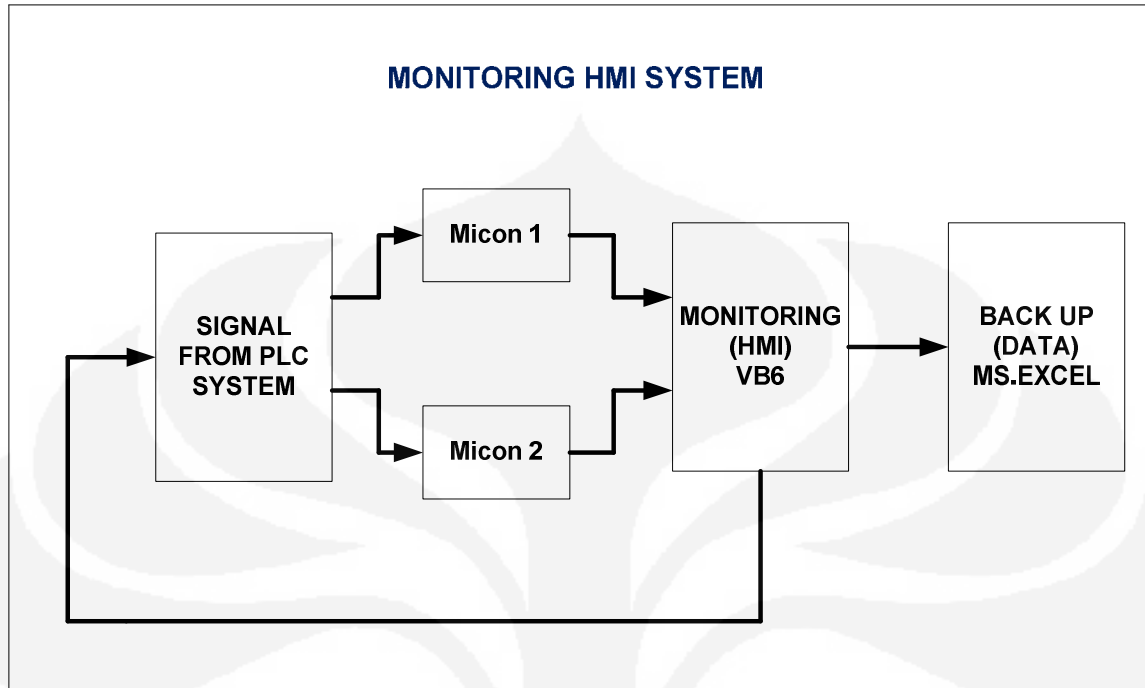 MONITORING HMI SYSTEM
SIGNAL
FROM PLC
SYSTEM
Micon 1
Micon 2
MONITORING
(HMI)
VB6
BACK UP
(DATA)
MS.EXCEL